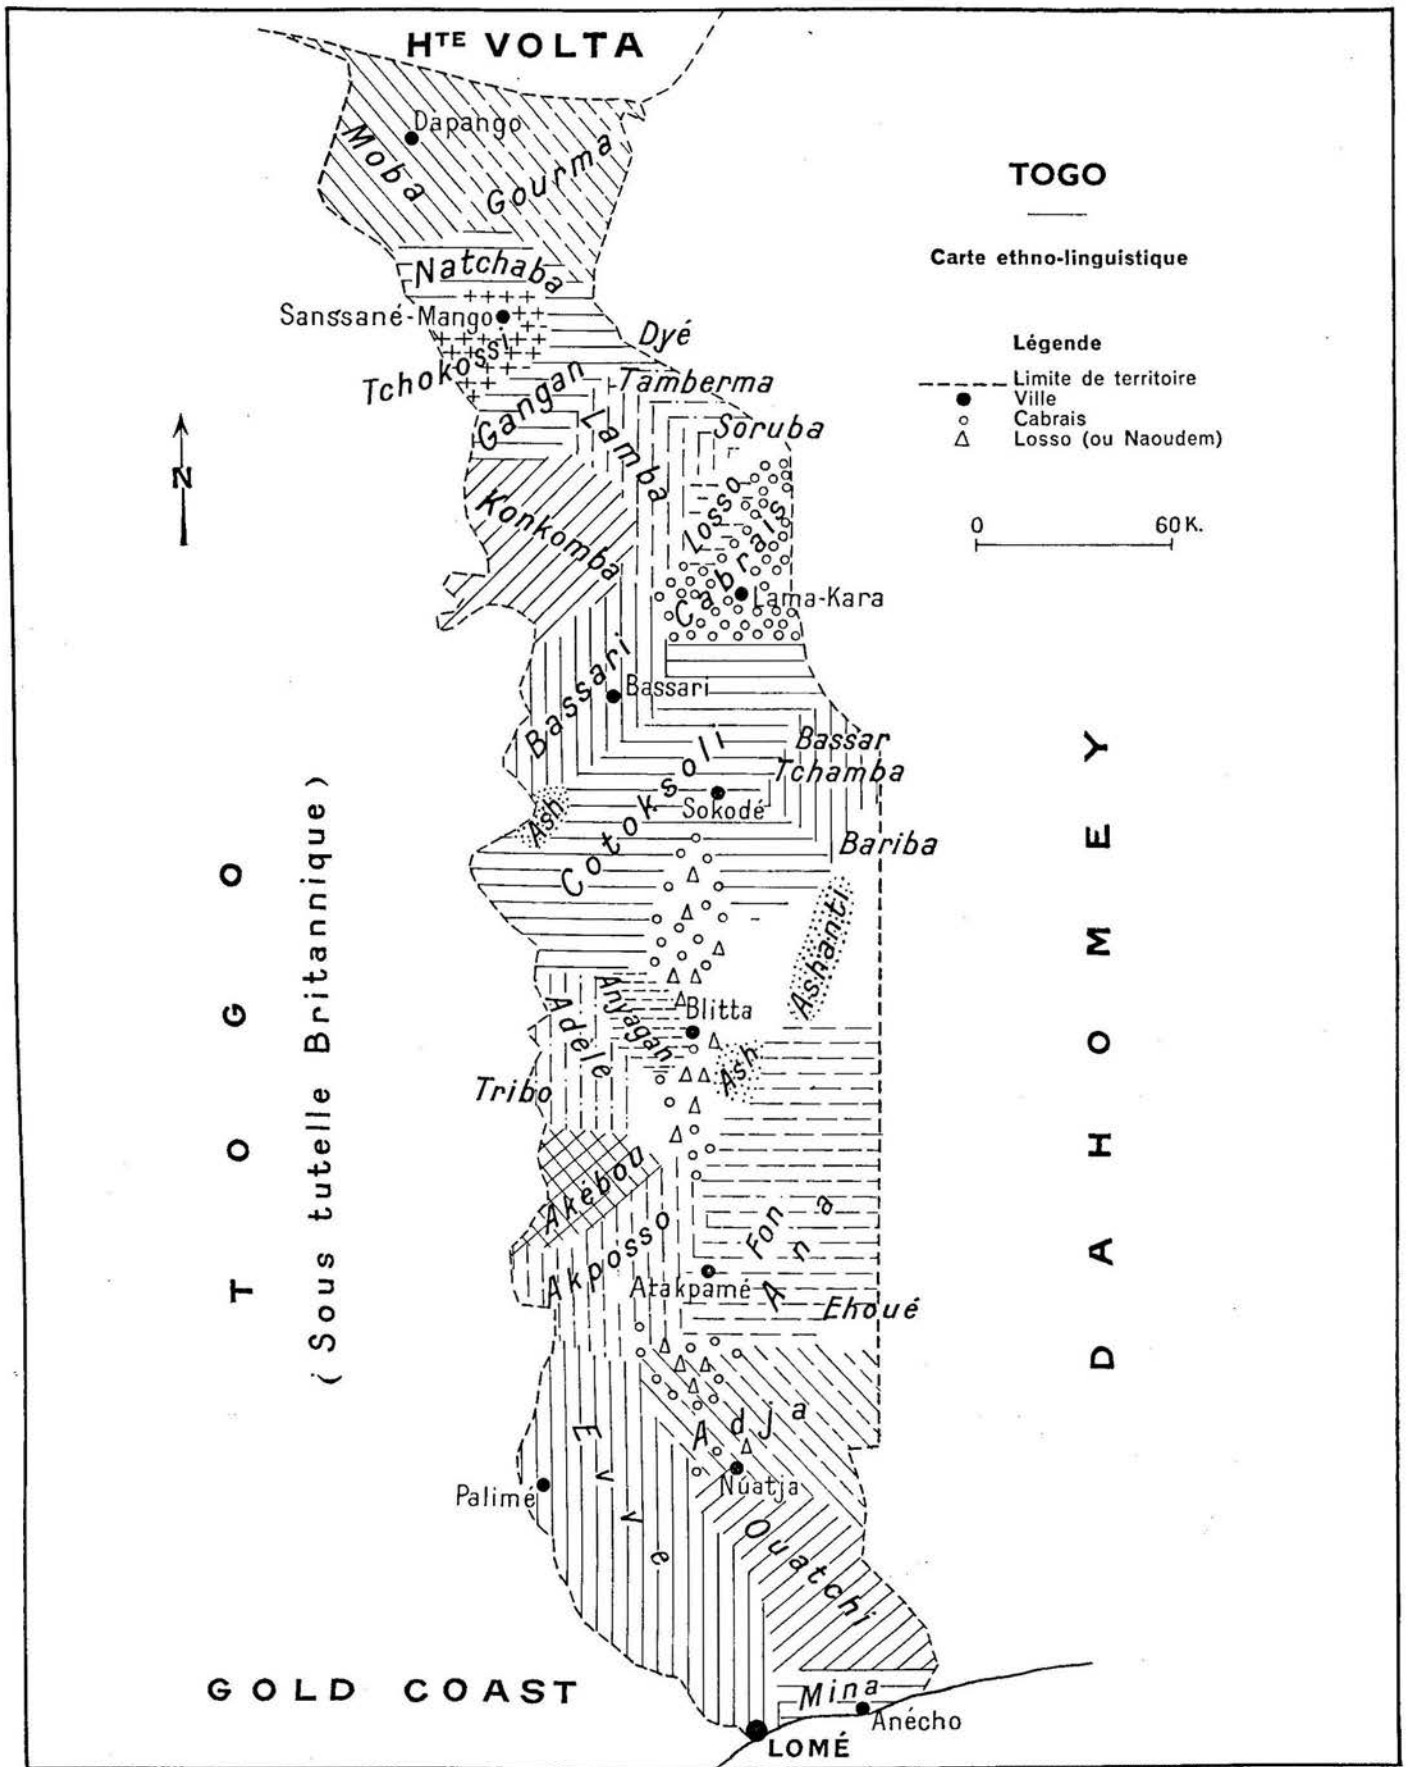 Hᵀᴱ VOLTA
TOGO
Carte ethno-linguistique
Légende
Limite de territoire
Ville
Cabrais
Losso (ou Naoudem)
0 60 K.
N
Dapango
Moba
Gourma
Natchaba
Sanssané-Mango
Tchokossi
Dyé
Gangan
Tamberma
Lamba
Soruba
Konkomba
Losso
Cabrais
Lama-Kara
Bassari
Bassari
Bassar
Tchamba
Cotoksoli
Sokodé
Ash
Bariba
Ashanti
Anyagan
Adele
Blitta
Ash
Tribo
Akébou
Akposso
Fon
Ana
Atakpamé
Ehoué
Adja
Evve
Palimé
Nuatja
Ouatchi
Mina
Anécho
LOMÉ
TOGO
(Sous tutelle Britannique)
DAHOMEY
GOLD COAST